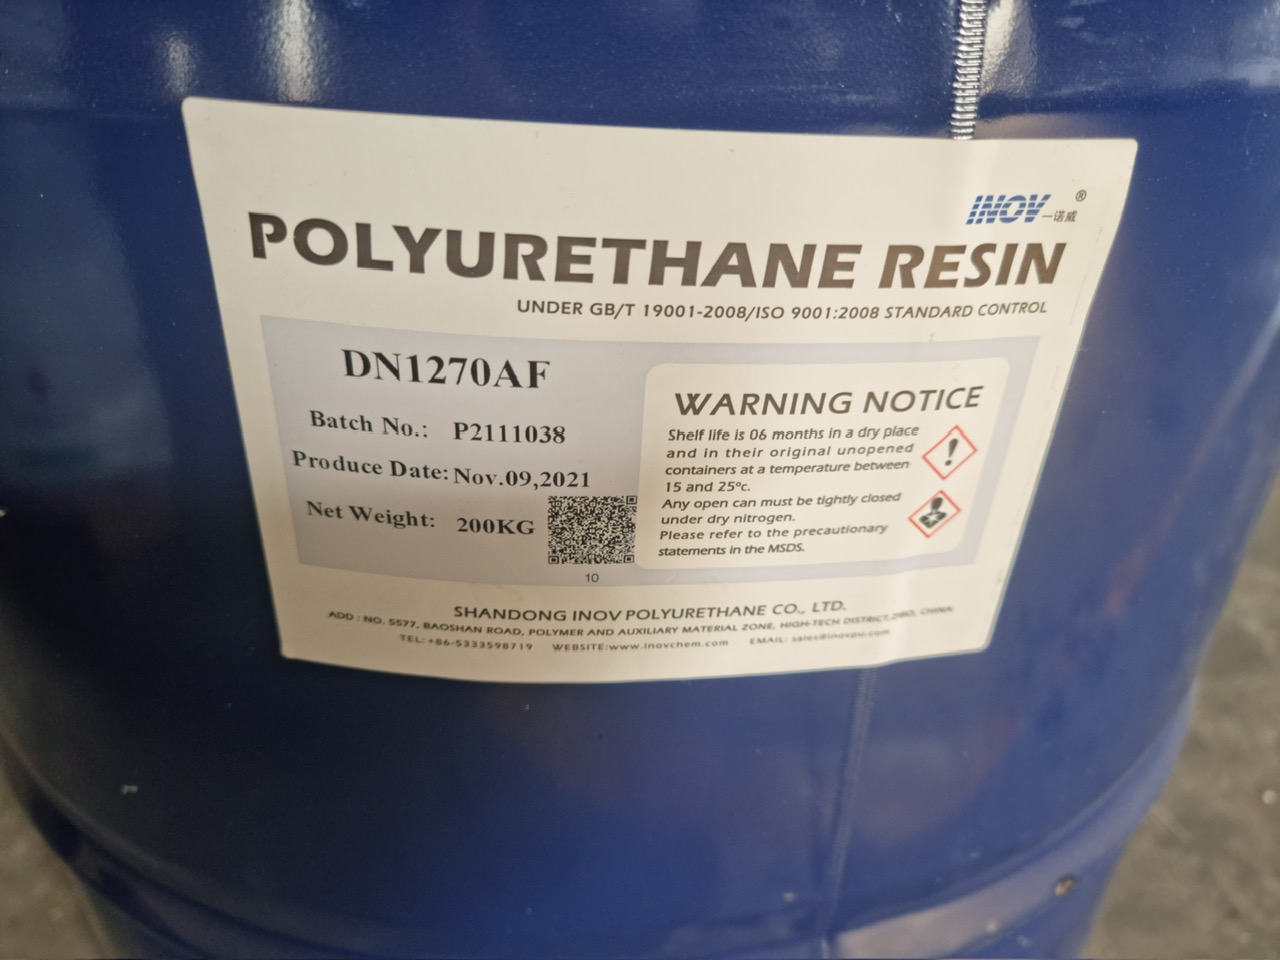 INOV 一诺威 ®
POLYURETHANE RESIN
UNDER GB/T 19001-2008/ISO 9001:2008 STANDARD CONTROL
DN1270AF
Batch No.: P2111038
Produce Date: Nov.09,2021
Net Weight: 200KG
10
WARNING NOTICE
Shelf life is 06 months in a dry place
and in their original unopened
containers at a temperature between
15 and 25ºc.
Any open can must be tightly closed
under dry nitrogen.
Please refer to the precautionary
statements in the MSDS.
SHANDONG INOV POLYURETHANE CO., LTD.
ADD : NO. 5577, BAOSHAN ROAD, POLYMER AND AUXILIARY MATERIAL ZONE, HIGH-TECH DISTRICT, ZIBO, CHINA
TEL: +86-5333598719 WEBSITE:www.inovchem.com EMAIL: sales@inovpu.com